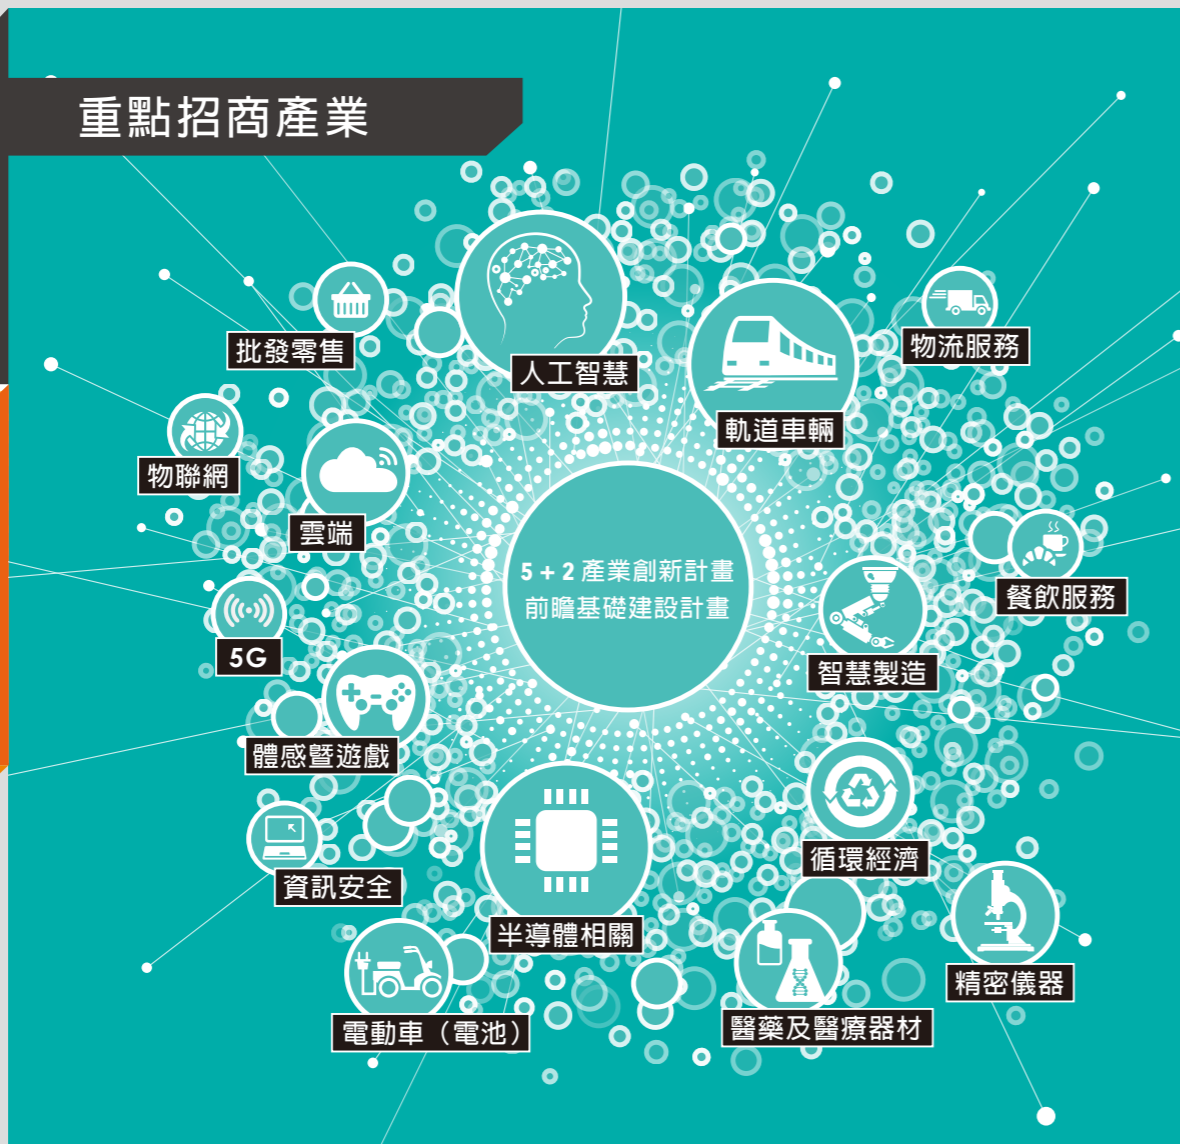 重點招商產業
批發零售
人工智慧
物流服務
軌道車輛
物聯網
雲端
5 + 2 產業創新計畫
前瞻基礎建設計畫
餐飲服務
5G
智慧製造
體感暨遊戲
循環經濟
資訊安全
半導體相關
精密儀器
電動車（電池）
醫藥及醫療器材